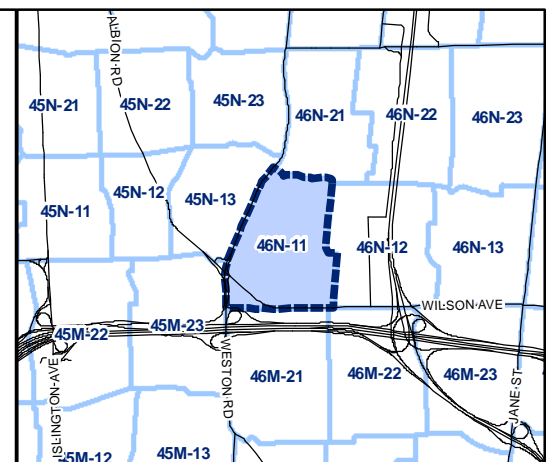 ALBION RD
45N-21
45N-22
45N-23
46N-21
46N-22
46N-23
45N-11
45N-12
45N-13
46N-11
46N-12
46N-13
WILSON AVE
45M-22
45M-23
WESTON RD
46M-21
46M-22
46M-23
ISLINGTON AVE
JANE ST
45M-12
45M-13